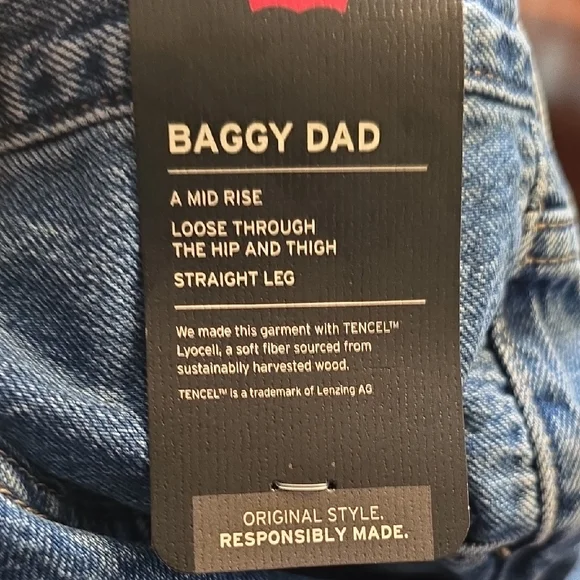 BAGGY DAD
A MID RISE
LOOSE THROUGH
THE HIP AND THIGH
STRAIGHT LEG
We made this garment with TENCEL™
Lyocell, a soft fiber sourced from
sustainably harvested wood.
TENCEL™ is a trademark of Lenzing AG
ORIGINAL STYLE.
RESPONSIBLY MADE.